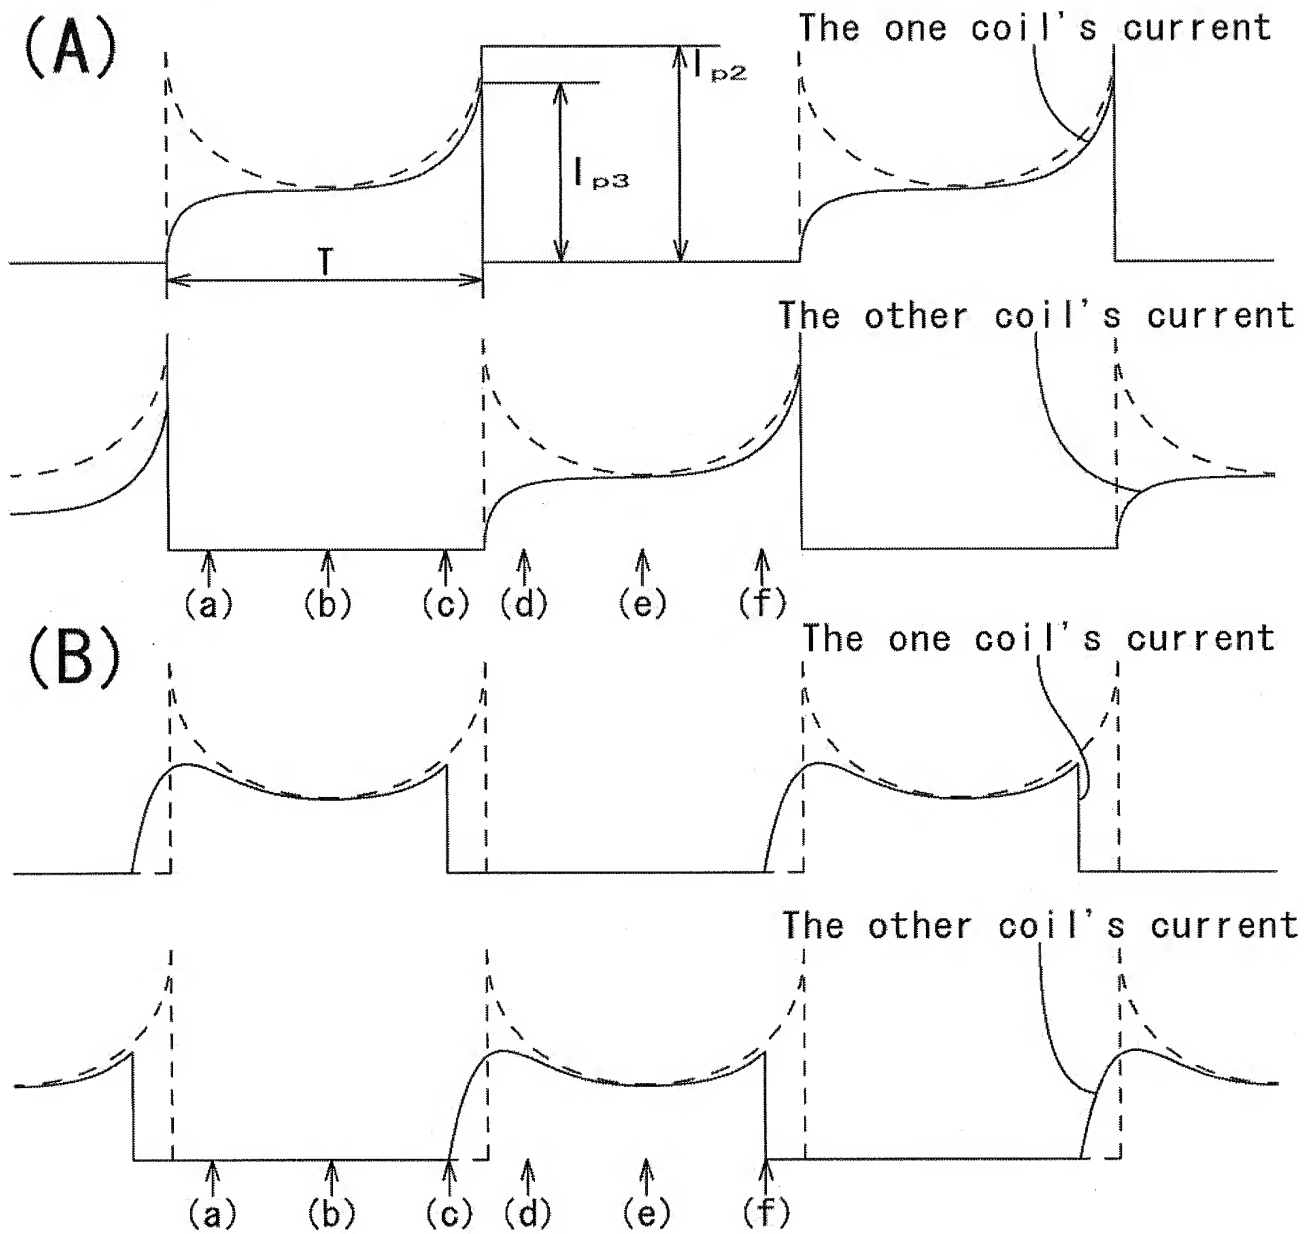 (A)
The one coil's current
Ip2
Ip3
T
The other coil's current
(a) (b) (c) (d) (e) (f)
(B)
The one coil's current
The other coil's current
(a) (b) (c) (d) (e) (f)